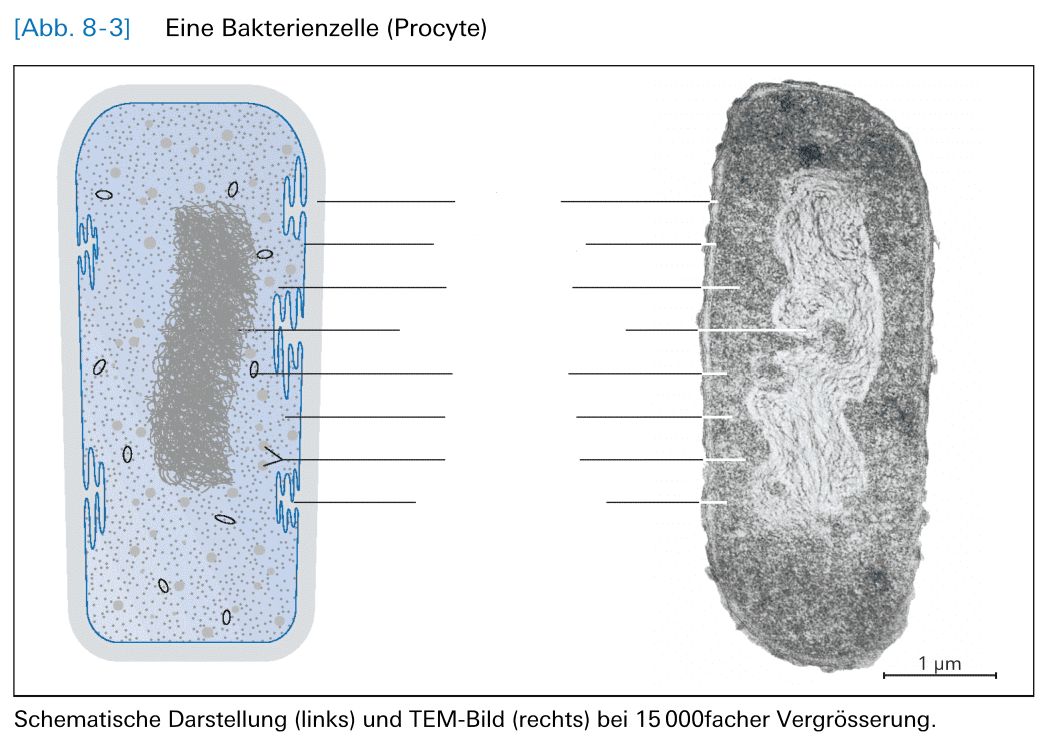 [Abb. 8-3] Eine Bakterienzelle (Procyte)
1 µm
Schematische Darstellung (links) und TEM-Bild (rechts) bei 15 000facher Vergrösserung.